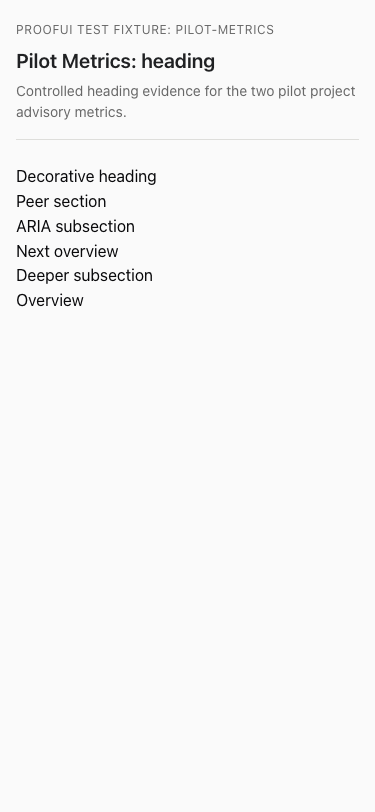 PROOFUI TEST FIXTURE: PILOT-METRICS
Pilot Metrics: heading
Controlled heading evidence for the two pilot project
advisory metrics.
Decorative heading
Peer section
ARIA subsection
Next overview
Deeper subsection
Overview